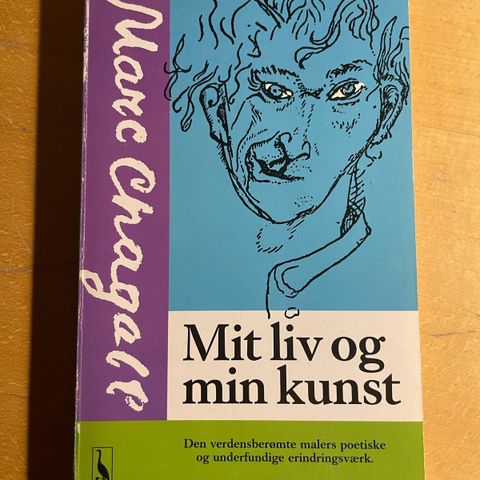 Marc Chagall
Mit liv og
min kunst
Den verdensberømte malers poetiske
og underfundige erindringsværk.